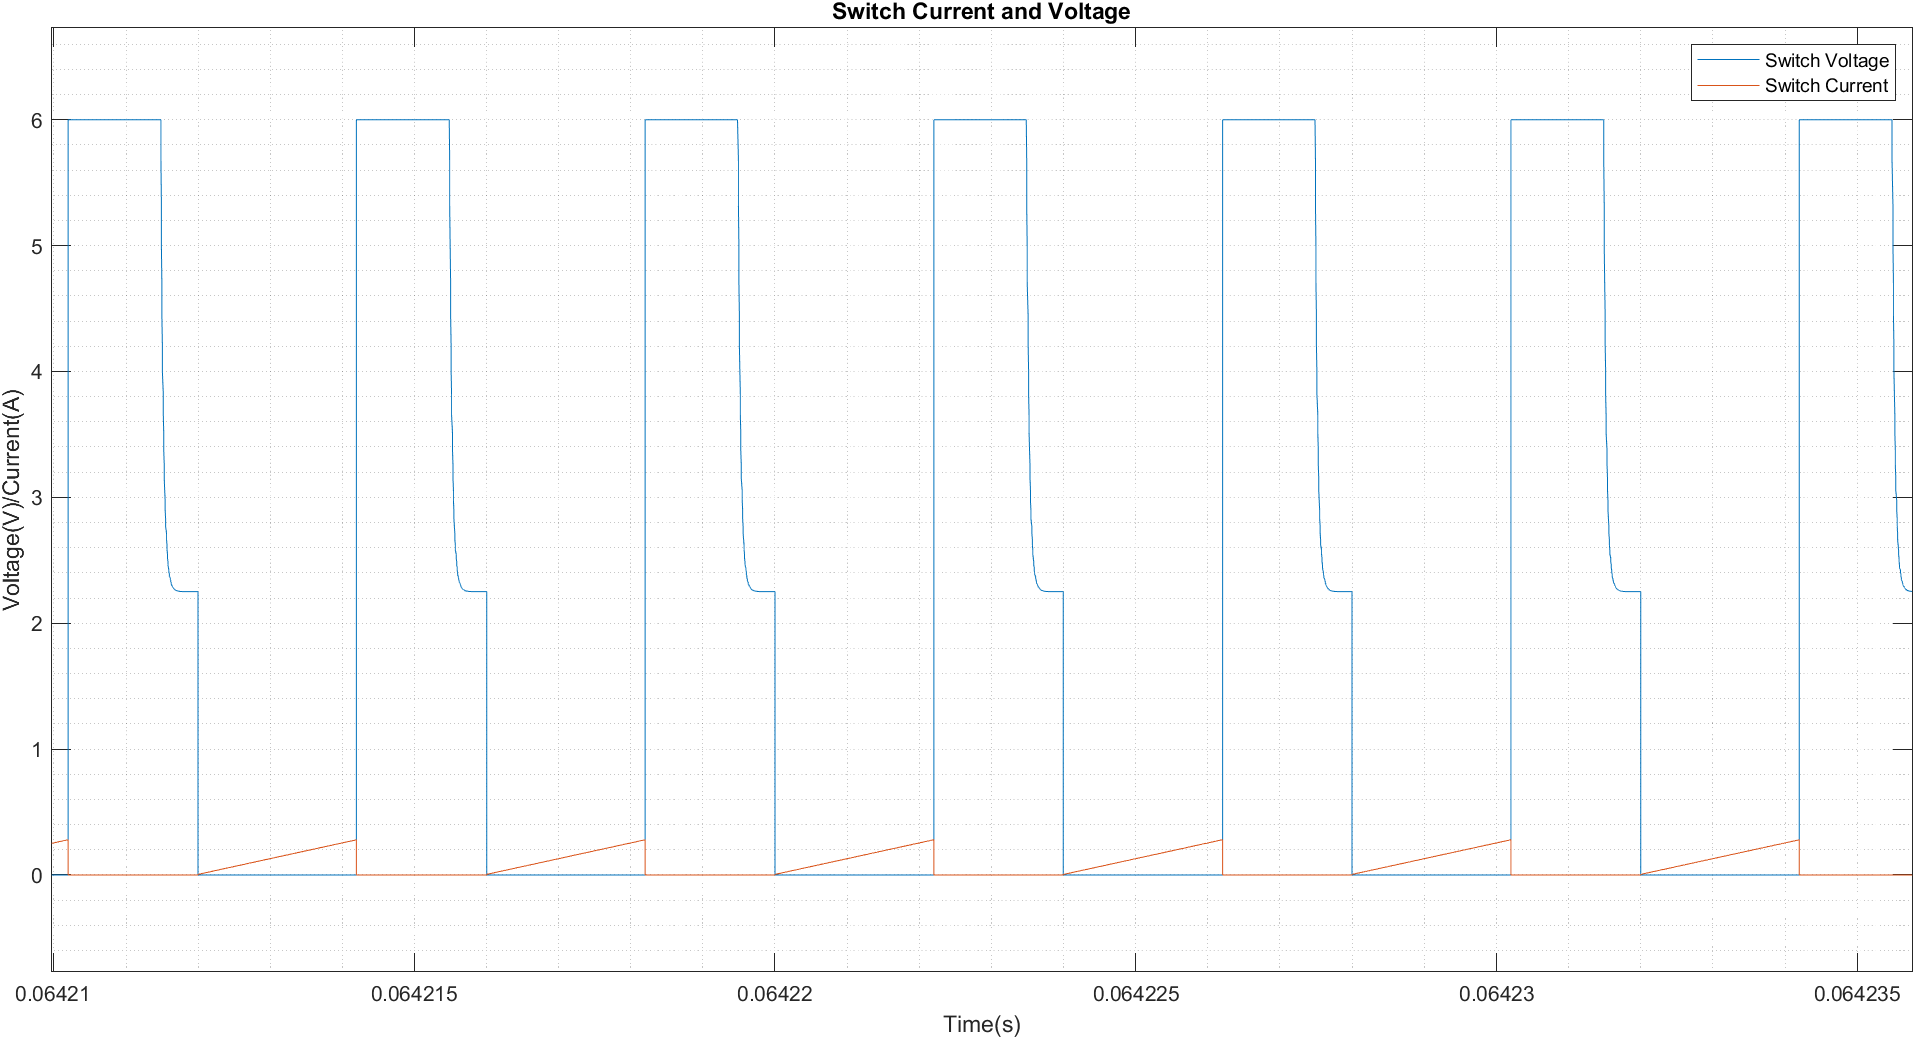 Switch Current and Voltage
Switch Voltage
Switch Current
6
5
4
3
2
1
0
Voltage(V)/Current(A)
0.06421
0.064215
0.06422
0.064225
0.06423
0.064235
Time(s)